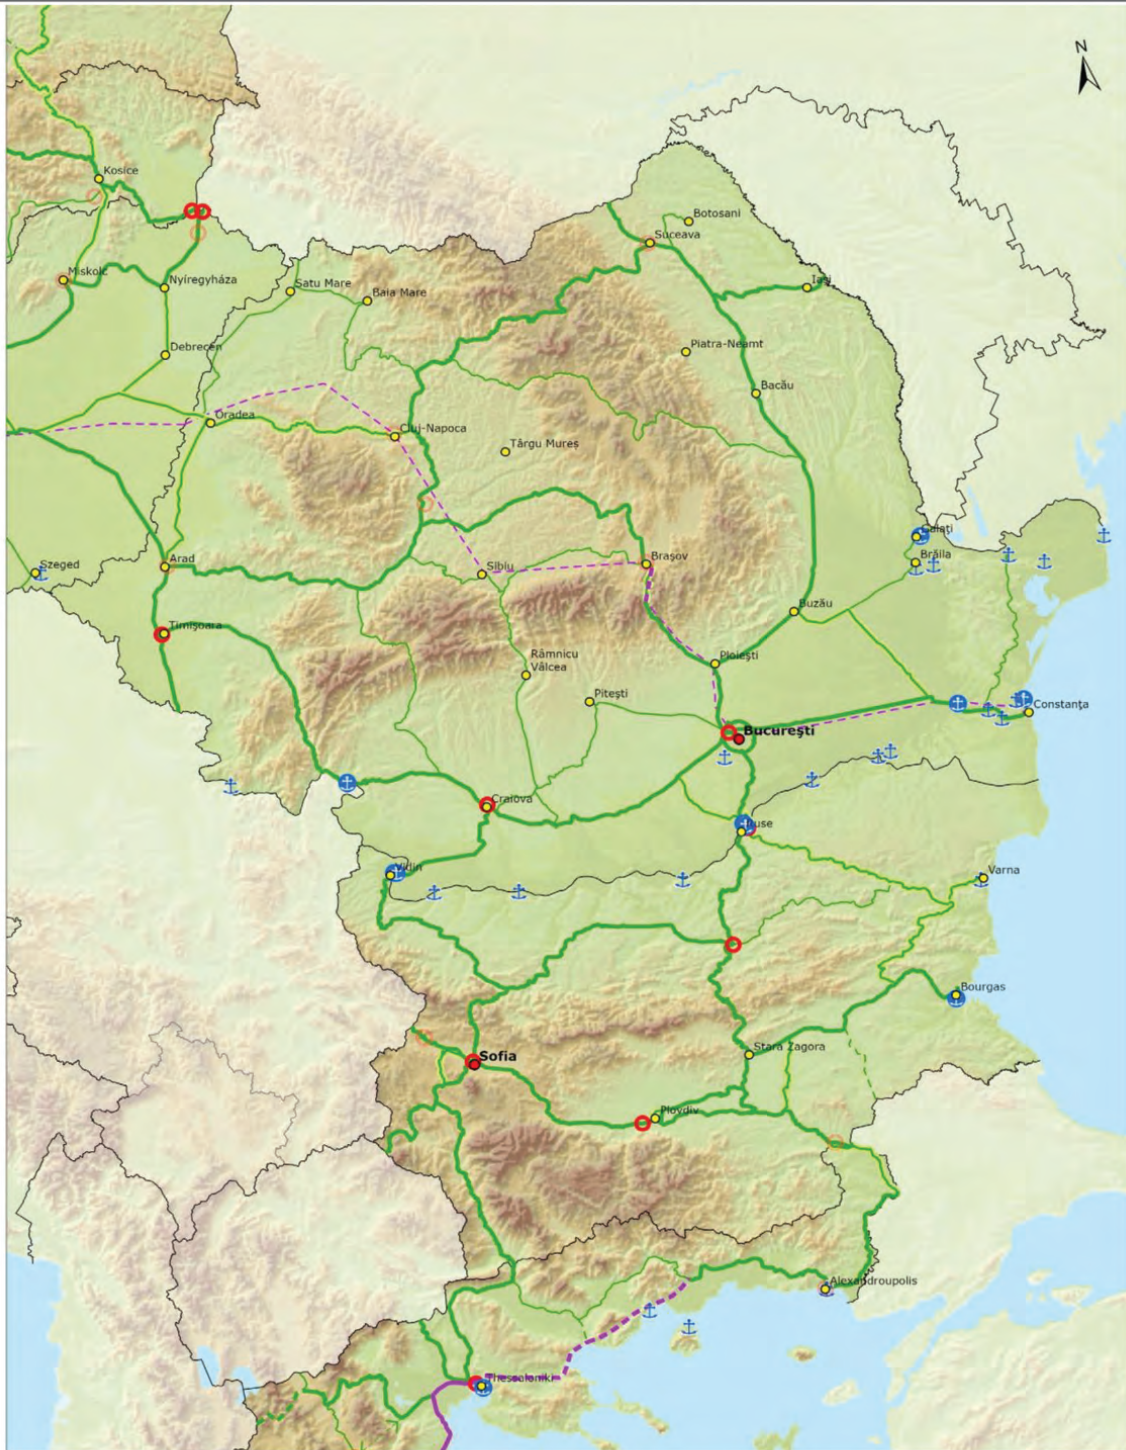 N
Kosice
Botosani
Suceava
Miskolc
Nyíregyháza
Satu Mare
Baia Mare
Iaşi
Debrecen
Piatra-Neamt
Bacău
Oradea
Cluj-Napoca
Târgu Mureș
Galaţi
Brăila
Szeged
Arad
Sibiu
Braşov
Timişoara
Buzău
Râmnicu
Vâlcea
Ploieşti
Piteşti
Constanţa
Bucureşti
Craiova
Ruse
Vidin
Varna
Bourgas
Stara Zagora
Sofia
Plovdiv
Alexandroupolis
Thessaloniki